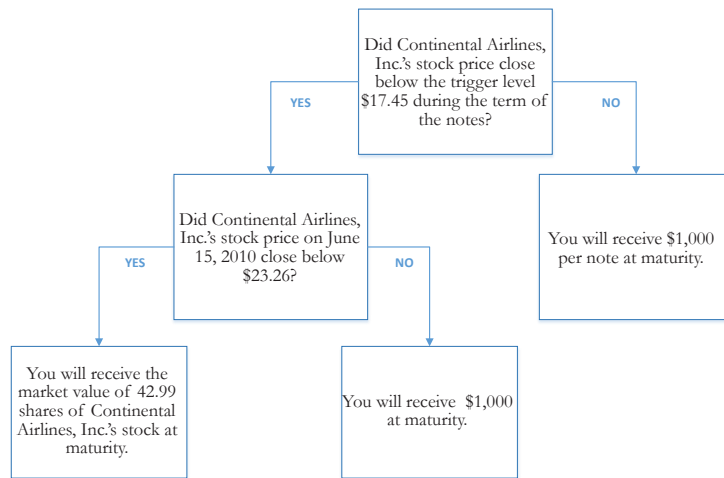 Did Continental Airlines,
Inc.'s stock price close
below the trigger level
$17.45 during the term of
the notes?
YES
NO
Did Continental Airlines,
Inc.'s stock price on June
15, 2010 close below
$23.26?
You will receive $1,000
per note at maturity.
YES
NO
You will receive the
market value of 42.99
shares of Continental
Airlines, Inc.'s stock at
maturity.
You will receive $1,000
at maturity.